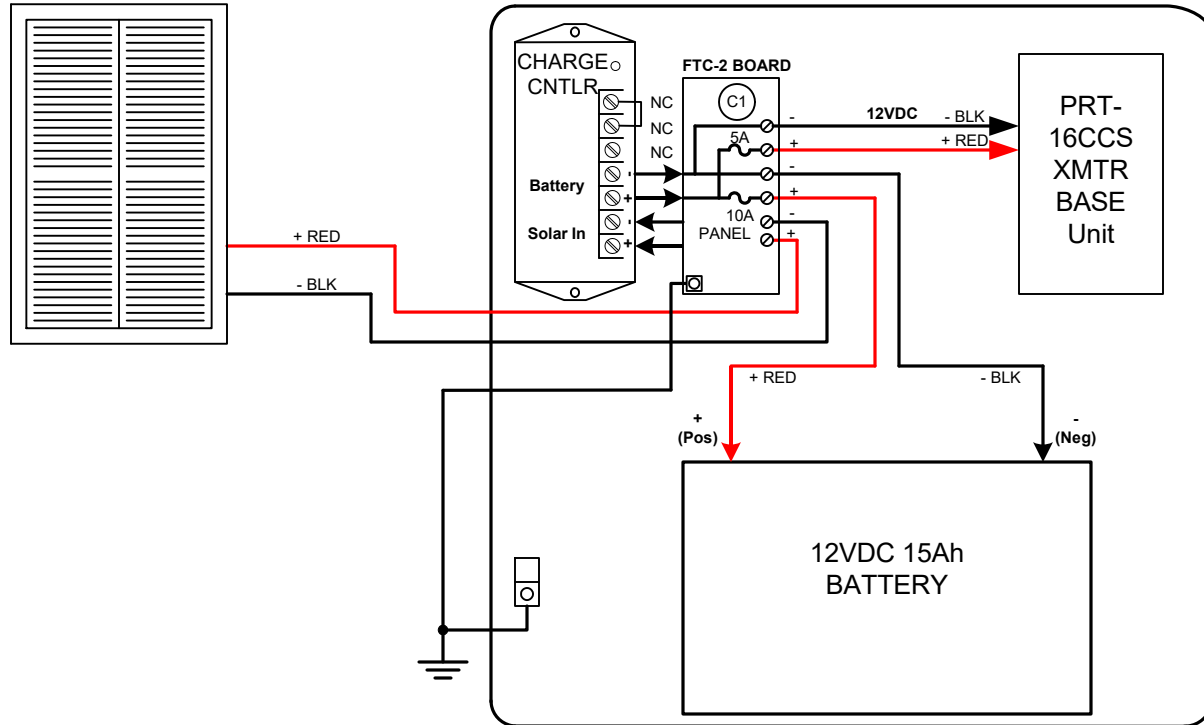 CHARGE
CNTLR
NC
NC
NC
Battery
-
+
Solar In
-
+
FTC-2 BOARD
C1
-
5A
+
-
+
10A
-
PANEL
+
12VDC
- BLK
+ RED
PRT-
16CCS
XMTR
BASE
Unit
+ RED
- BLK
+ RED
- BLK
+
(Pos)
-
(Neg)
12VDC 15Ah
BATTERY